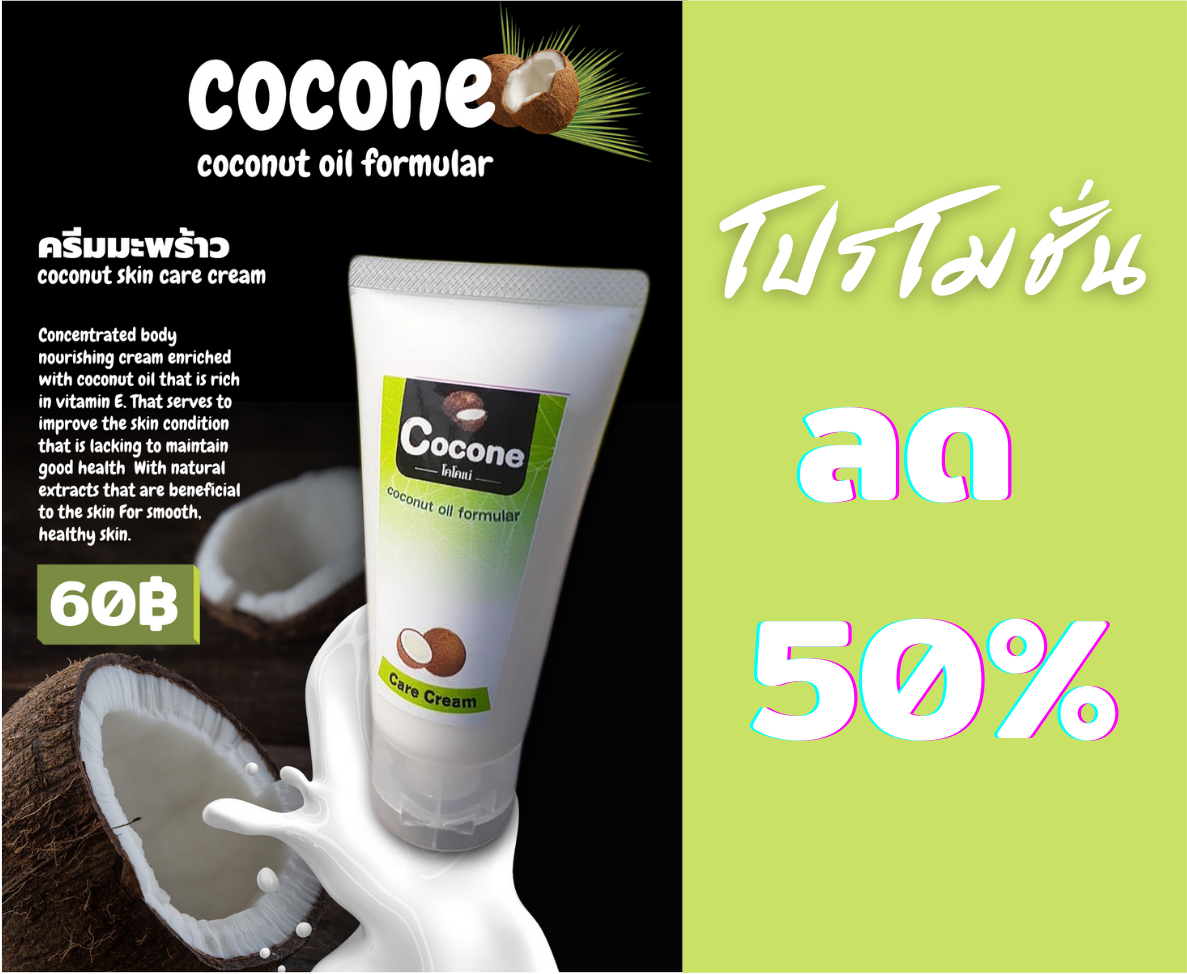 cocone
coconut oil formular
ครีมมะพร้าว
coconut skin care cream
Concentrated body
nourishing cream enriched
with coconut oil that is rich
in vitamin E. That serves to
improve the skin condition
that is lacking to maintain
good health With natural
extracts that are beneficial
to the skin For smooth,
healthy skin.
60฿
Cocone
โคโคเน่
coconut oil formular
Care Cream
โปรโมชั่น
ลด
50%